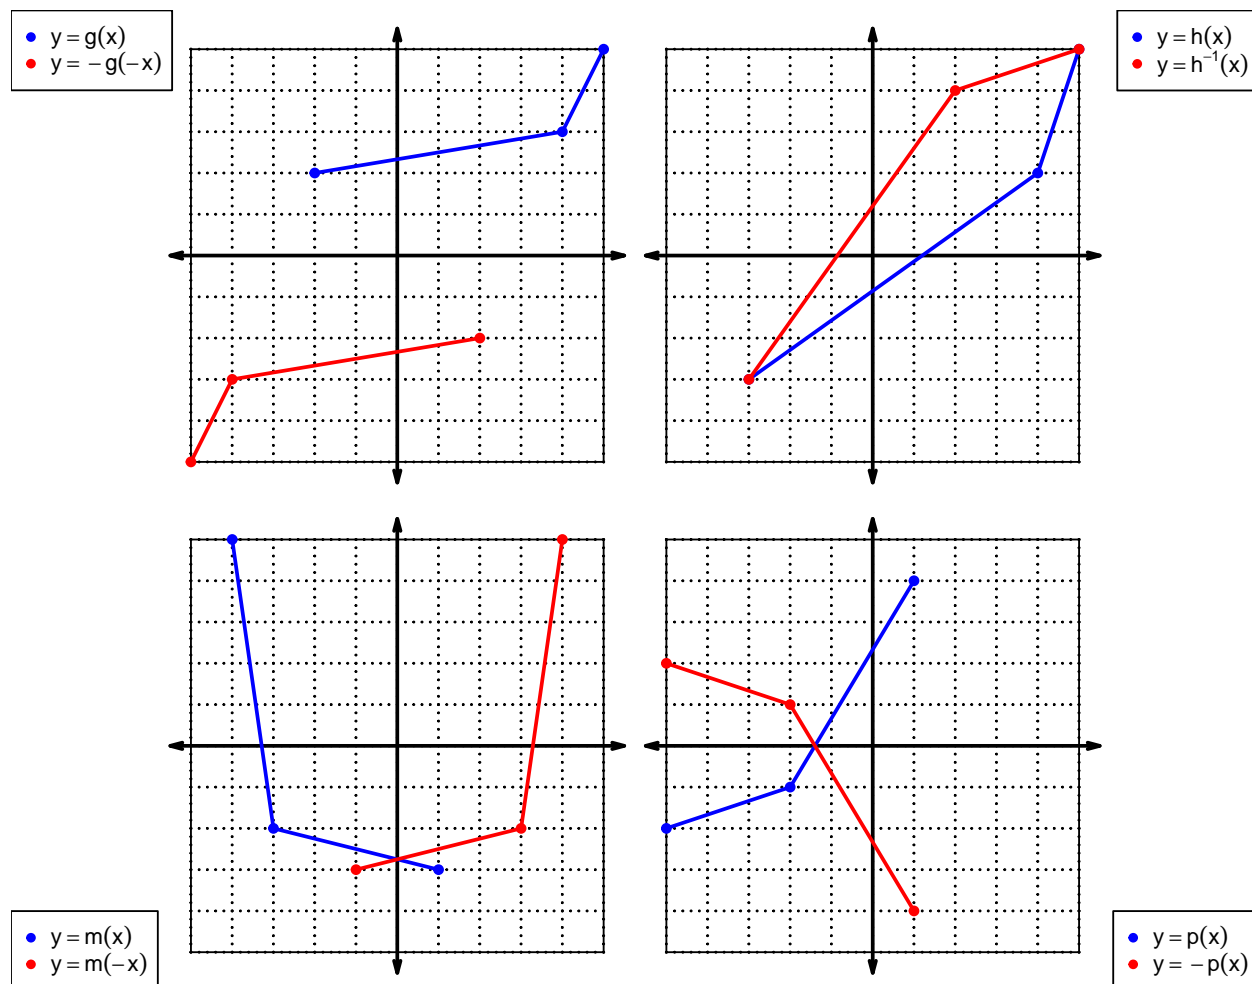 y = g(x)
y = −g(−x)
y = h(x)
y = h⁻¹(x)
y = m(x)
y = m(−x)
y = p(x)
y = −p(x)